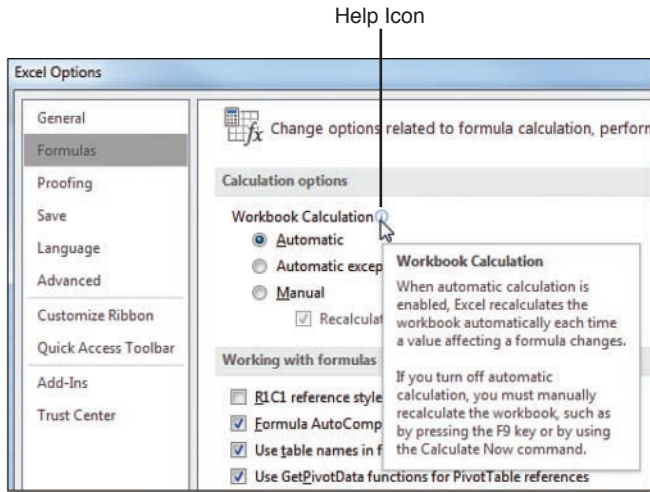 Help Icon
Excel Options
General
Formulas
Proofing
Save
Language
Advanced
Customize Ribbon
Quick Access Toolbar
Add-Ins
Trust Center
fx Change options related to formula calculation, perfor
Calculation options
Workbook Calculation
Automatic
Automatic excep
Manual
Recalculat
Workbook Calculation
When automatic calculation is
enabled, Excel recalculates the
workbook automatically each time
a value affecting a formula changes.
If you turn off automatic
calculation, you must manually
recalculate the workbook, such as
by pressing the F9 key or by using
the Calculate Now command.
Working with formulas
R1C1 reference style
Formula AutoComp
Use table names in f
Use GetPivotData functions for PivotTable references